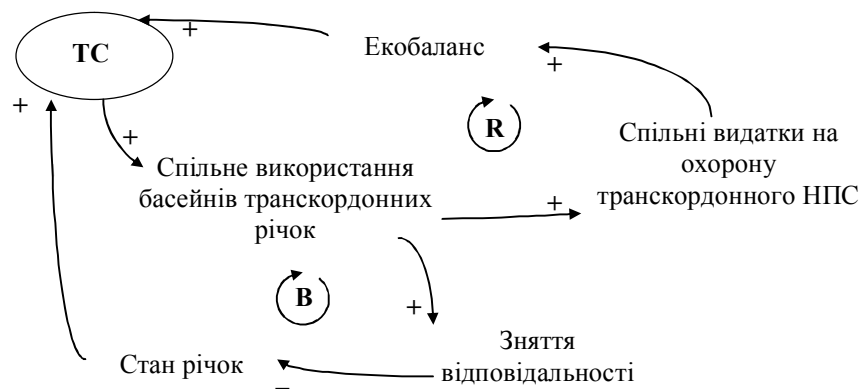 ТС
+
Екобаланс
+
+
+
R
Спільні видатки на
охорону
транскордонного НПС
Спільне використання
басейнів транскордонних
річок
+
B
+
Зняття
відповідальності
Стан річок